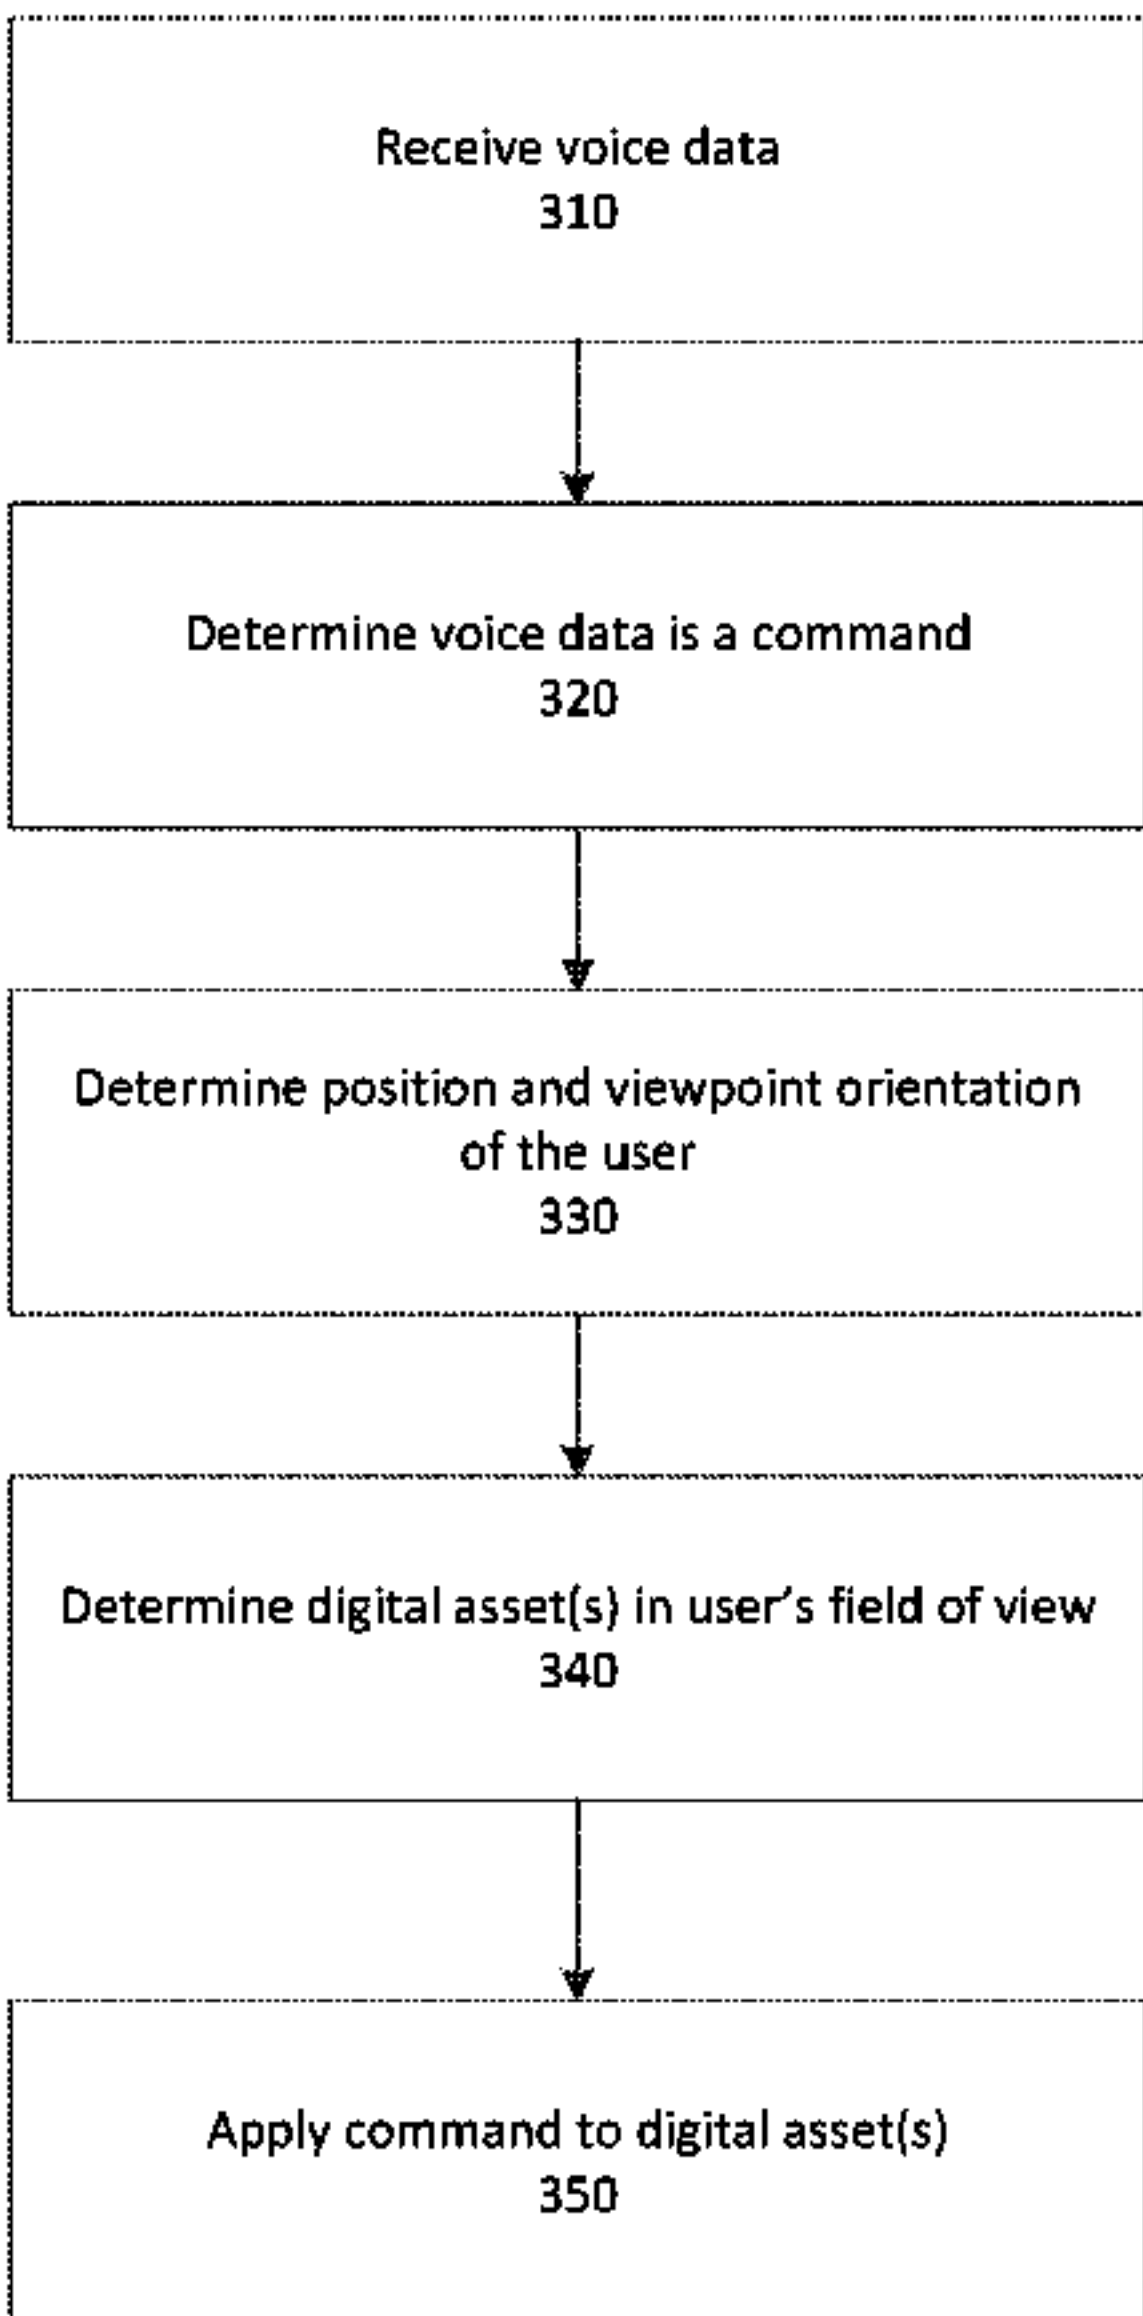 Receive voice data
310
Determine voice data is a command
320
Determine position and viewpoint orientation
of the user
330
Determine digital asset(s) in user's field of view
340
Apply command to digital asset(s)
350